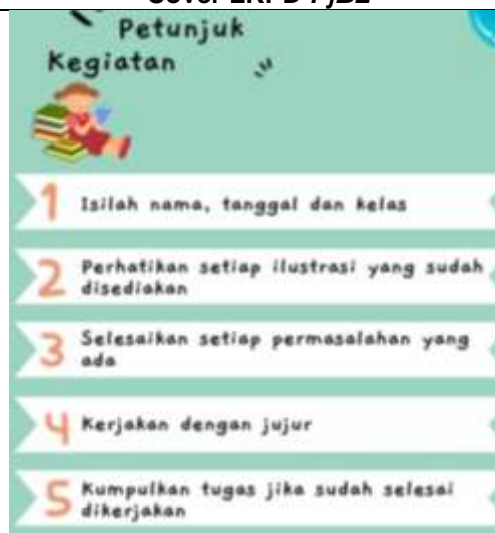 Petunjuk
Kegiatan
1 Isilah nama, tanggal dan kelas
2 Perhatikan setiap ilustrasi yang sudah
disediakan
3 Selesaikan setiap permasalahan yang
ada
4 Kerjakan dengan jujur
5 Kumpulkan tugas jika sudah selesai
dikerjakan